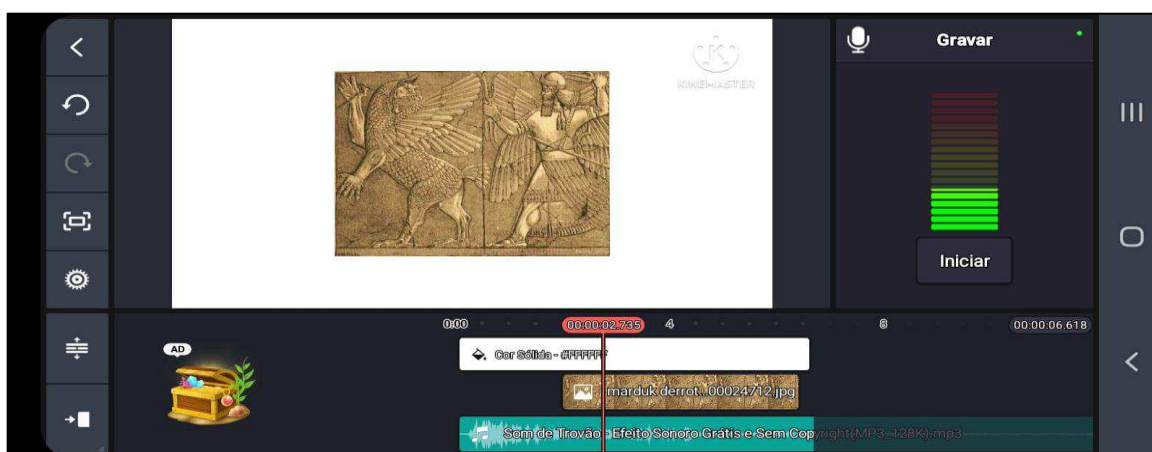 KINEMASTER
Gravar
Iniciar
0:00
00:00:02.735
4
8
00:00:06.618
AD
Cor Sólida - #FFFFFF
marduk derrot..00024712.jpg
Som de Trovão - Efeito Sonoro Grátis e Sem Copyright(MP3_128K).mp3